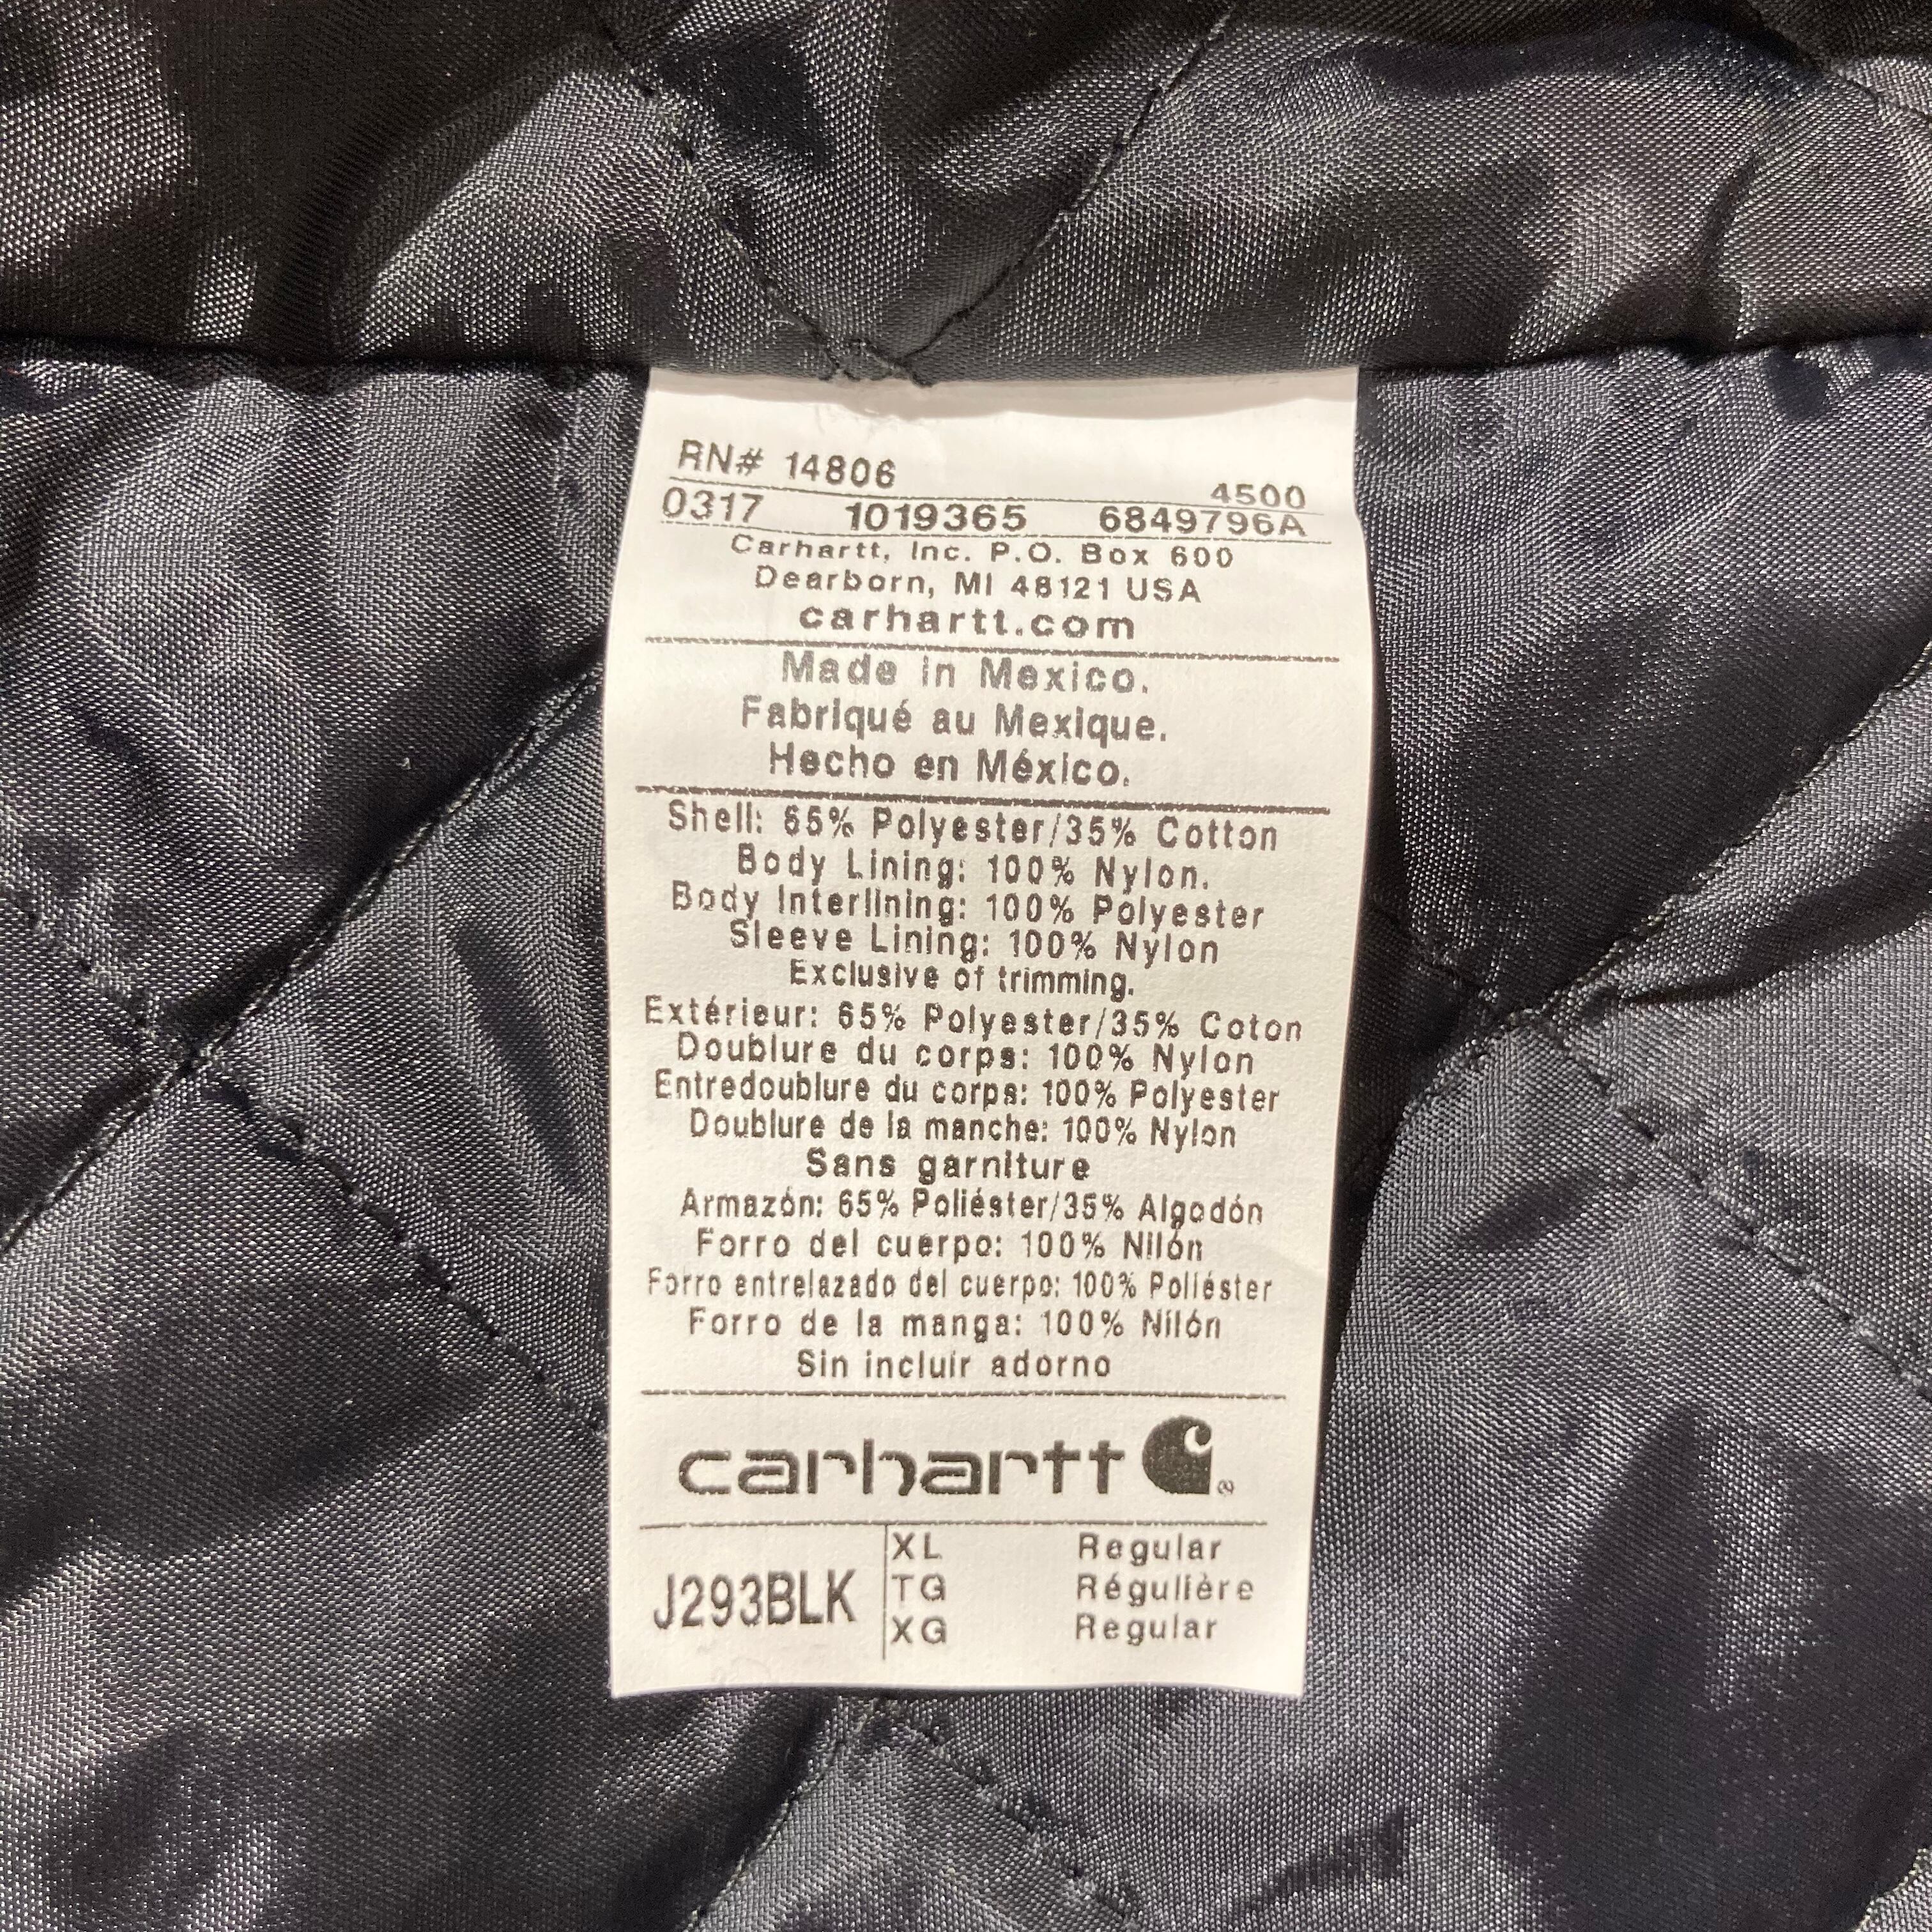 RN# 14806
4500
0317 1019365 6849796A
Carhartt, Inc. P.O. Box 600
Dearborn, MI 48121 USA
carhartt.com
Made in Mexico.
Fabriqué au Mexique.
Hecho en México.
Shell: 65% Polyester/35% Cotton
Body Lining: 100% Nylon.
Body Interlining: 100% Polyester
Sleeve Lining: 100% Nylon
Exclusive of trimming.
Extérieur: 65% Polyester/35% Coton
Doublure du corps: 100% Nylon
Entredoublure du corps: 100% Polyester
Doublure de la manche: 100% Nylon
Sans garniture
Armazón: 65% Poliéster/35% Algodón
Forro del cuerpo: 100% Nilón
Forro entrelazado del cuerpo: 100% Poliéster
Forro de la manga: 100% Nilón
Sin incluir adorno
carhartt ®
J293BLK
XL Regular
TG Régulière
XG Regular